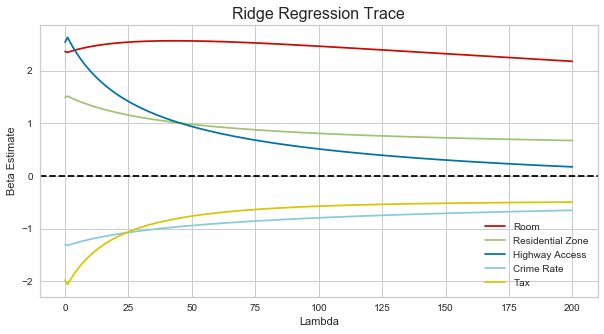 Ridge Regression Trace
Beta Estimate
2
1
0
−1
−2
0
25
50
75
100
125
150
175
200
Lambda
Room
Residential Zone
Highway Access
Crime Rate
Tax